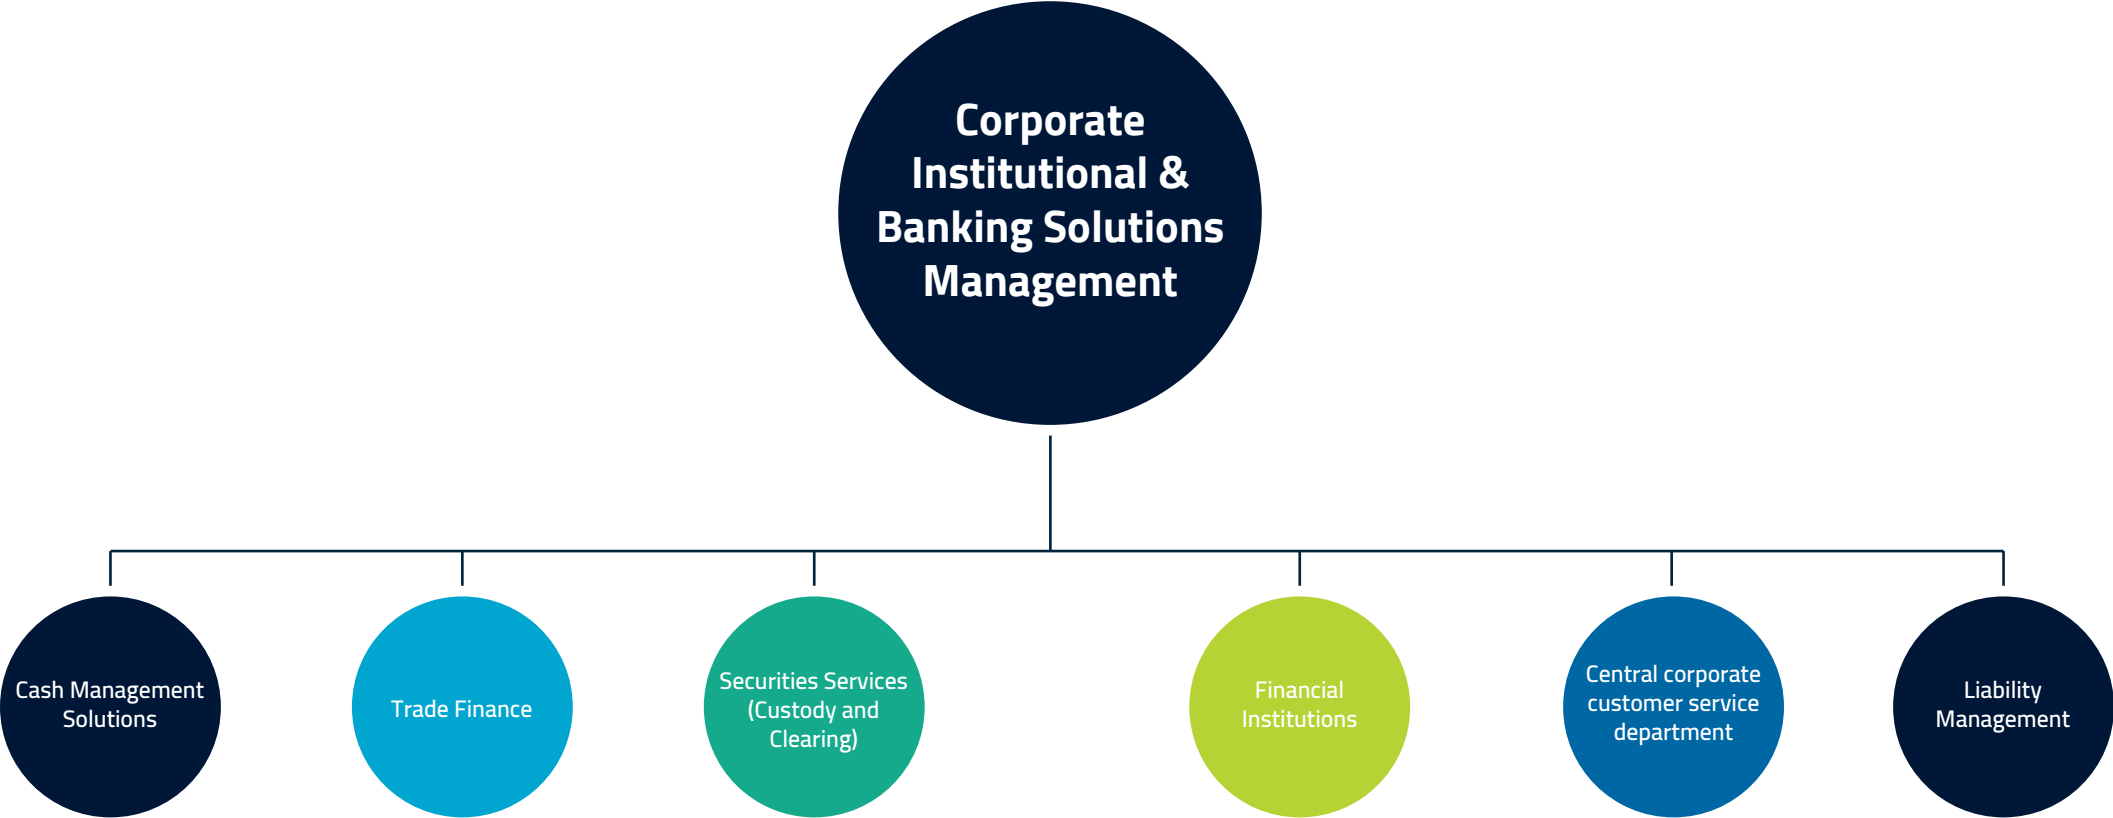 Corporate
Institutional &
Banking Solutions
Management
Cash Management
Solutions
Trade Finance
Securities Services
(Custody and
Clearing)
Financial
Institutions
Central corporate
customer service
department
Liability
Management